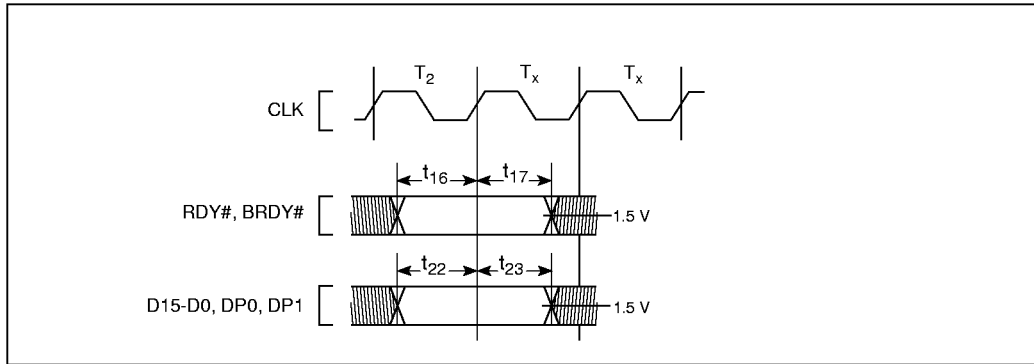 T2 Tx Tx
CLK
t16 t17
RDY#, BRDY#
1.5 V
t22 t23
D15-D0, DP0, DP1
1.5 V